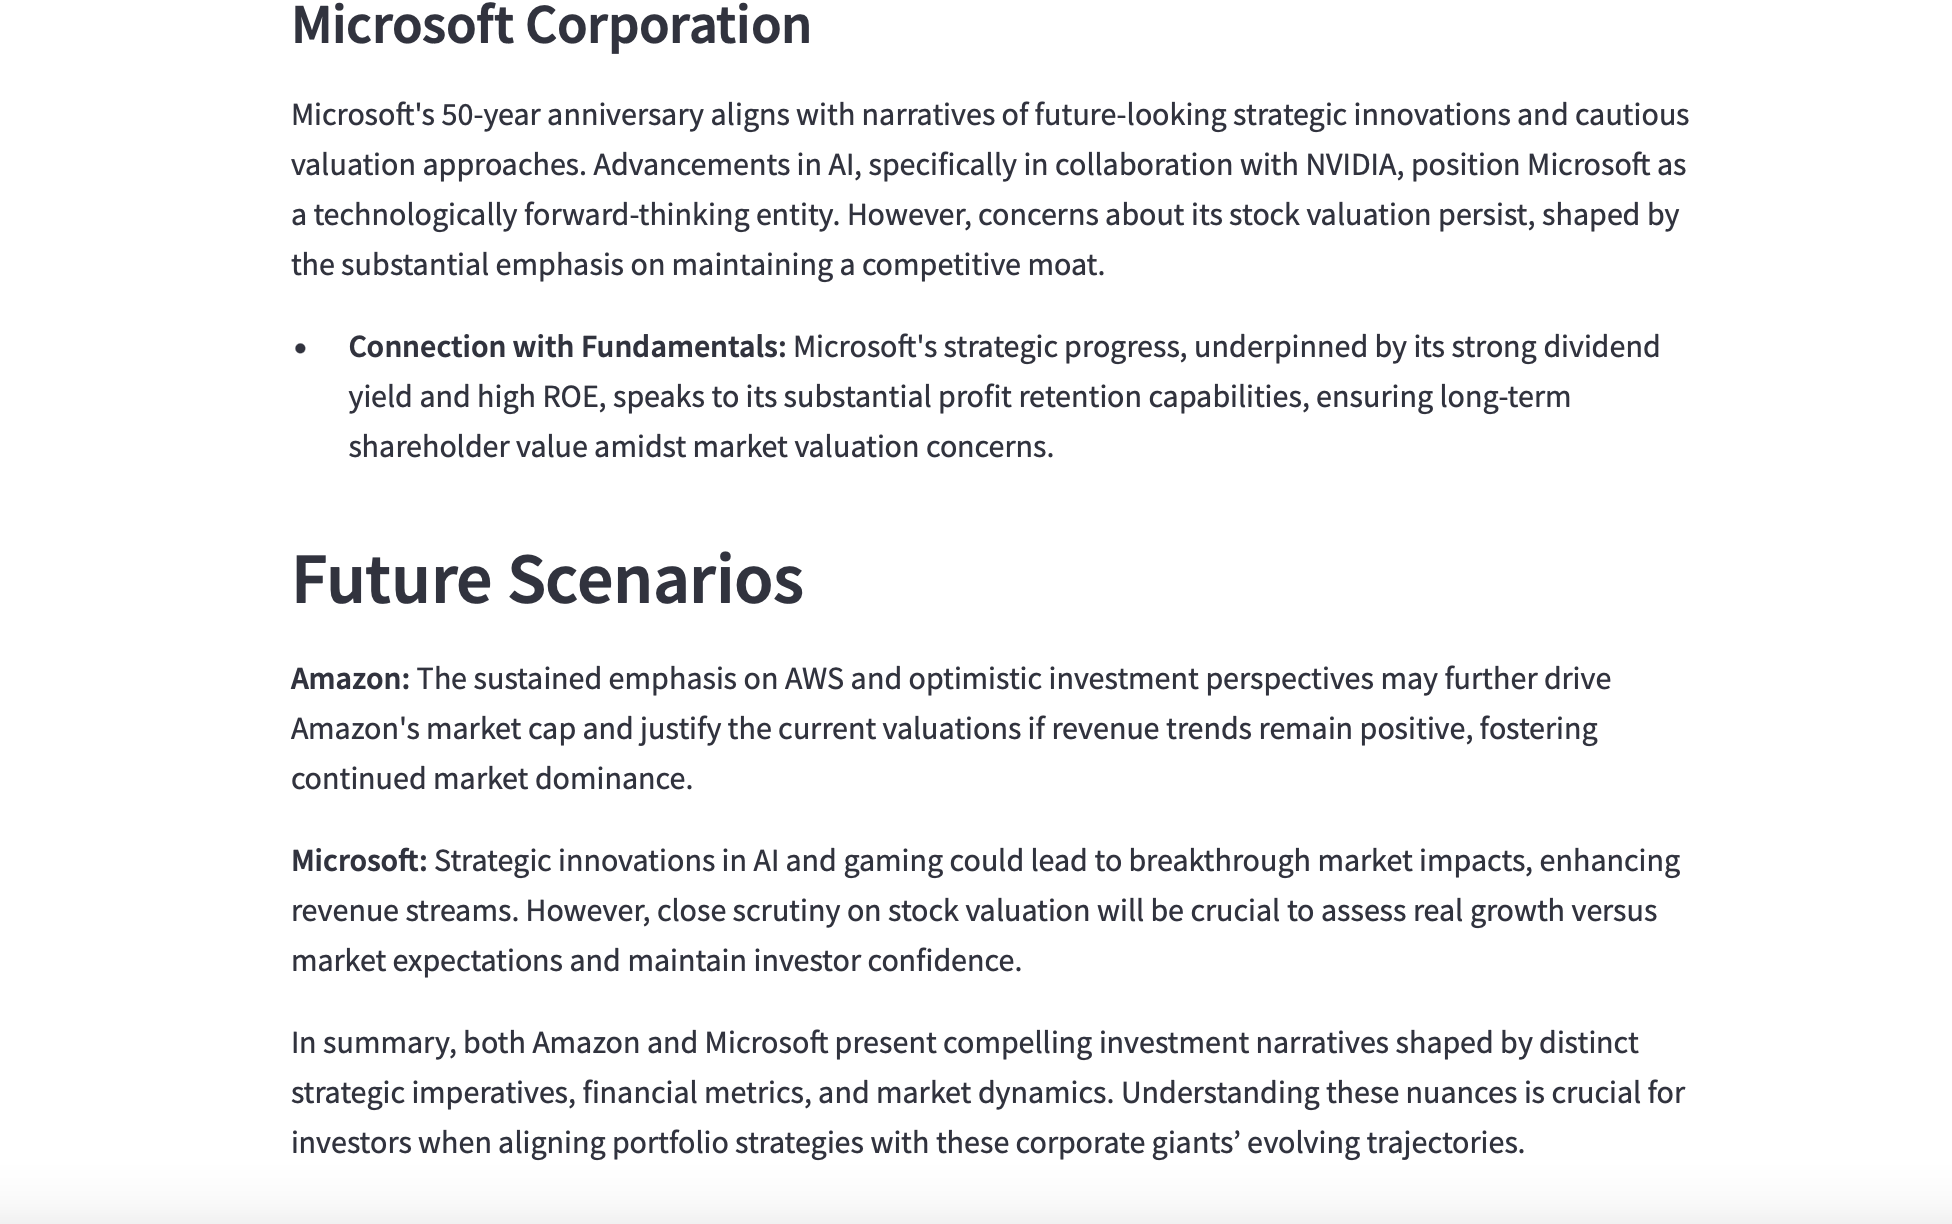 Microsoft Corporation
Microsoft's 50-year anniversary aligns with narratives of future-looking strategic innovations and cautious
valuation approaches. Advancements in AI, specifically in collaboration with NVIDIA, position Microsoft as
a technologically forward-thinking entity. However, concerns about its stock valuation persist, shaped by
the substantial emphasis on maintaining a competitive moat.
• Connection with Fundamentals: Microsoft's strategic progress, underpinned by its strong dividend
yield and high ROE, speaks to its substantial profit retention capabilities, ensuring long-term
shareholder value amidst market valuation concerns.
Future Scenarios
Amazon: The sustained emphasis on AWS and optimistic investment perspectives may further drive
Amazon's market cap and justify the current valuations if revenue trends remain positive, fostering
continued market dominance.
Microsoft: Strategic innovations in AI and gaming could lead to breakthrough market impacts, enhancing
revenue streams. However, close scrutiny on stock valuation will be crucial to assess real growth versus
market expectations and maintain investor confidence.
In summary, both Amazon and Microsoft present compelling investment narratives shaped by distinct
strategic imperatives, financial metrics, and market dynamics. Understanding these nuances is crucial for
investors when aligning portfolio strategies with these corporate giants’ evolving trajectories.